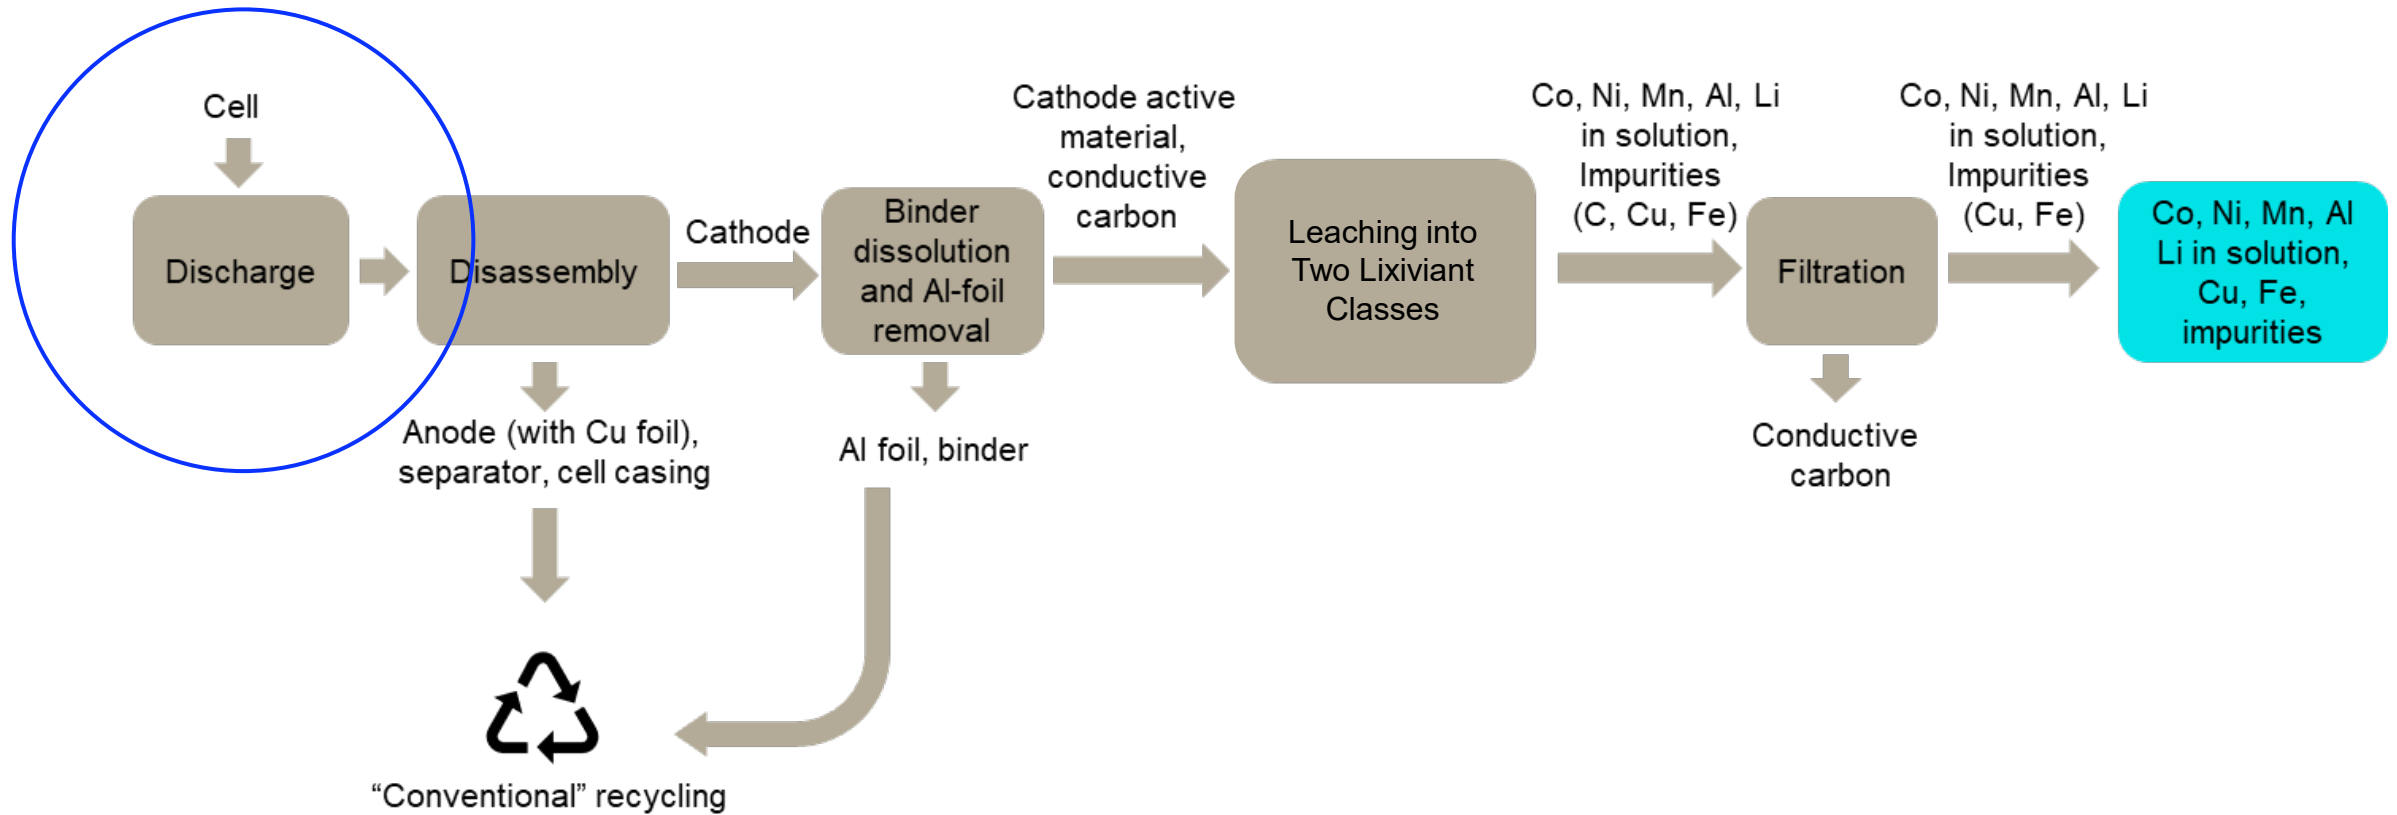 Cell
Discharge
Disassembly
Anode (with Cu foil),
separator, cell casing
“Conventional” recycling
Cathode
Binder
dissolution
and Al-foil
removal
Al foil, binder
Cathode active
material,
conductive
carbon
Leaching into
Two Lixiviant
Classes
Co, Ni, Mn, Al, Li
in solution,
Impurities
(C, Cu, Fe)
Filtration
Conductive
carbon
Co, Ni, Mn, Al, Li
in solution,
Impurities
(Cu, Fe)
Co, Ni, Mn, Al
Li in solution,
Cu, Fe,
impurities